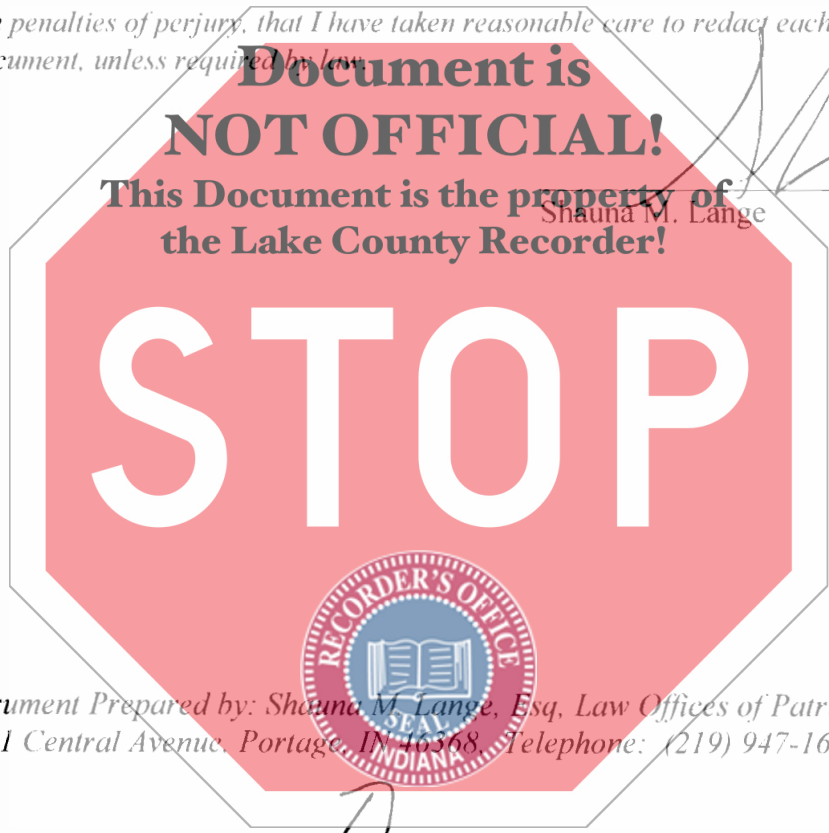 penalties of perjury, that I have taken reasonable care to redact each
cument, unless required by law.
Document is
NOT OFFICIAL!
This Document is the property of
the Lake County Recorder!
Shauna M. Lange
STOP
RECORDER'S OFFICE
SEAL
INDIANA
ument Prepared by: Shauna M. Lange, Esq, Law Offices of Patr
1 Central Avenue, Portage, IN 46368, Telephone: (219) 947-16